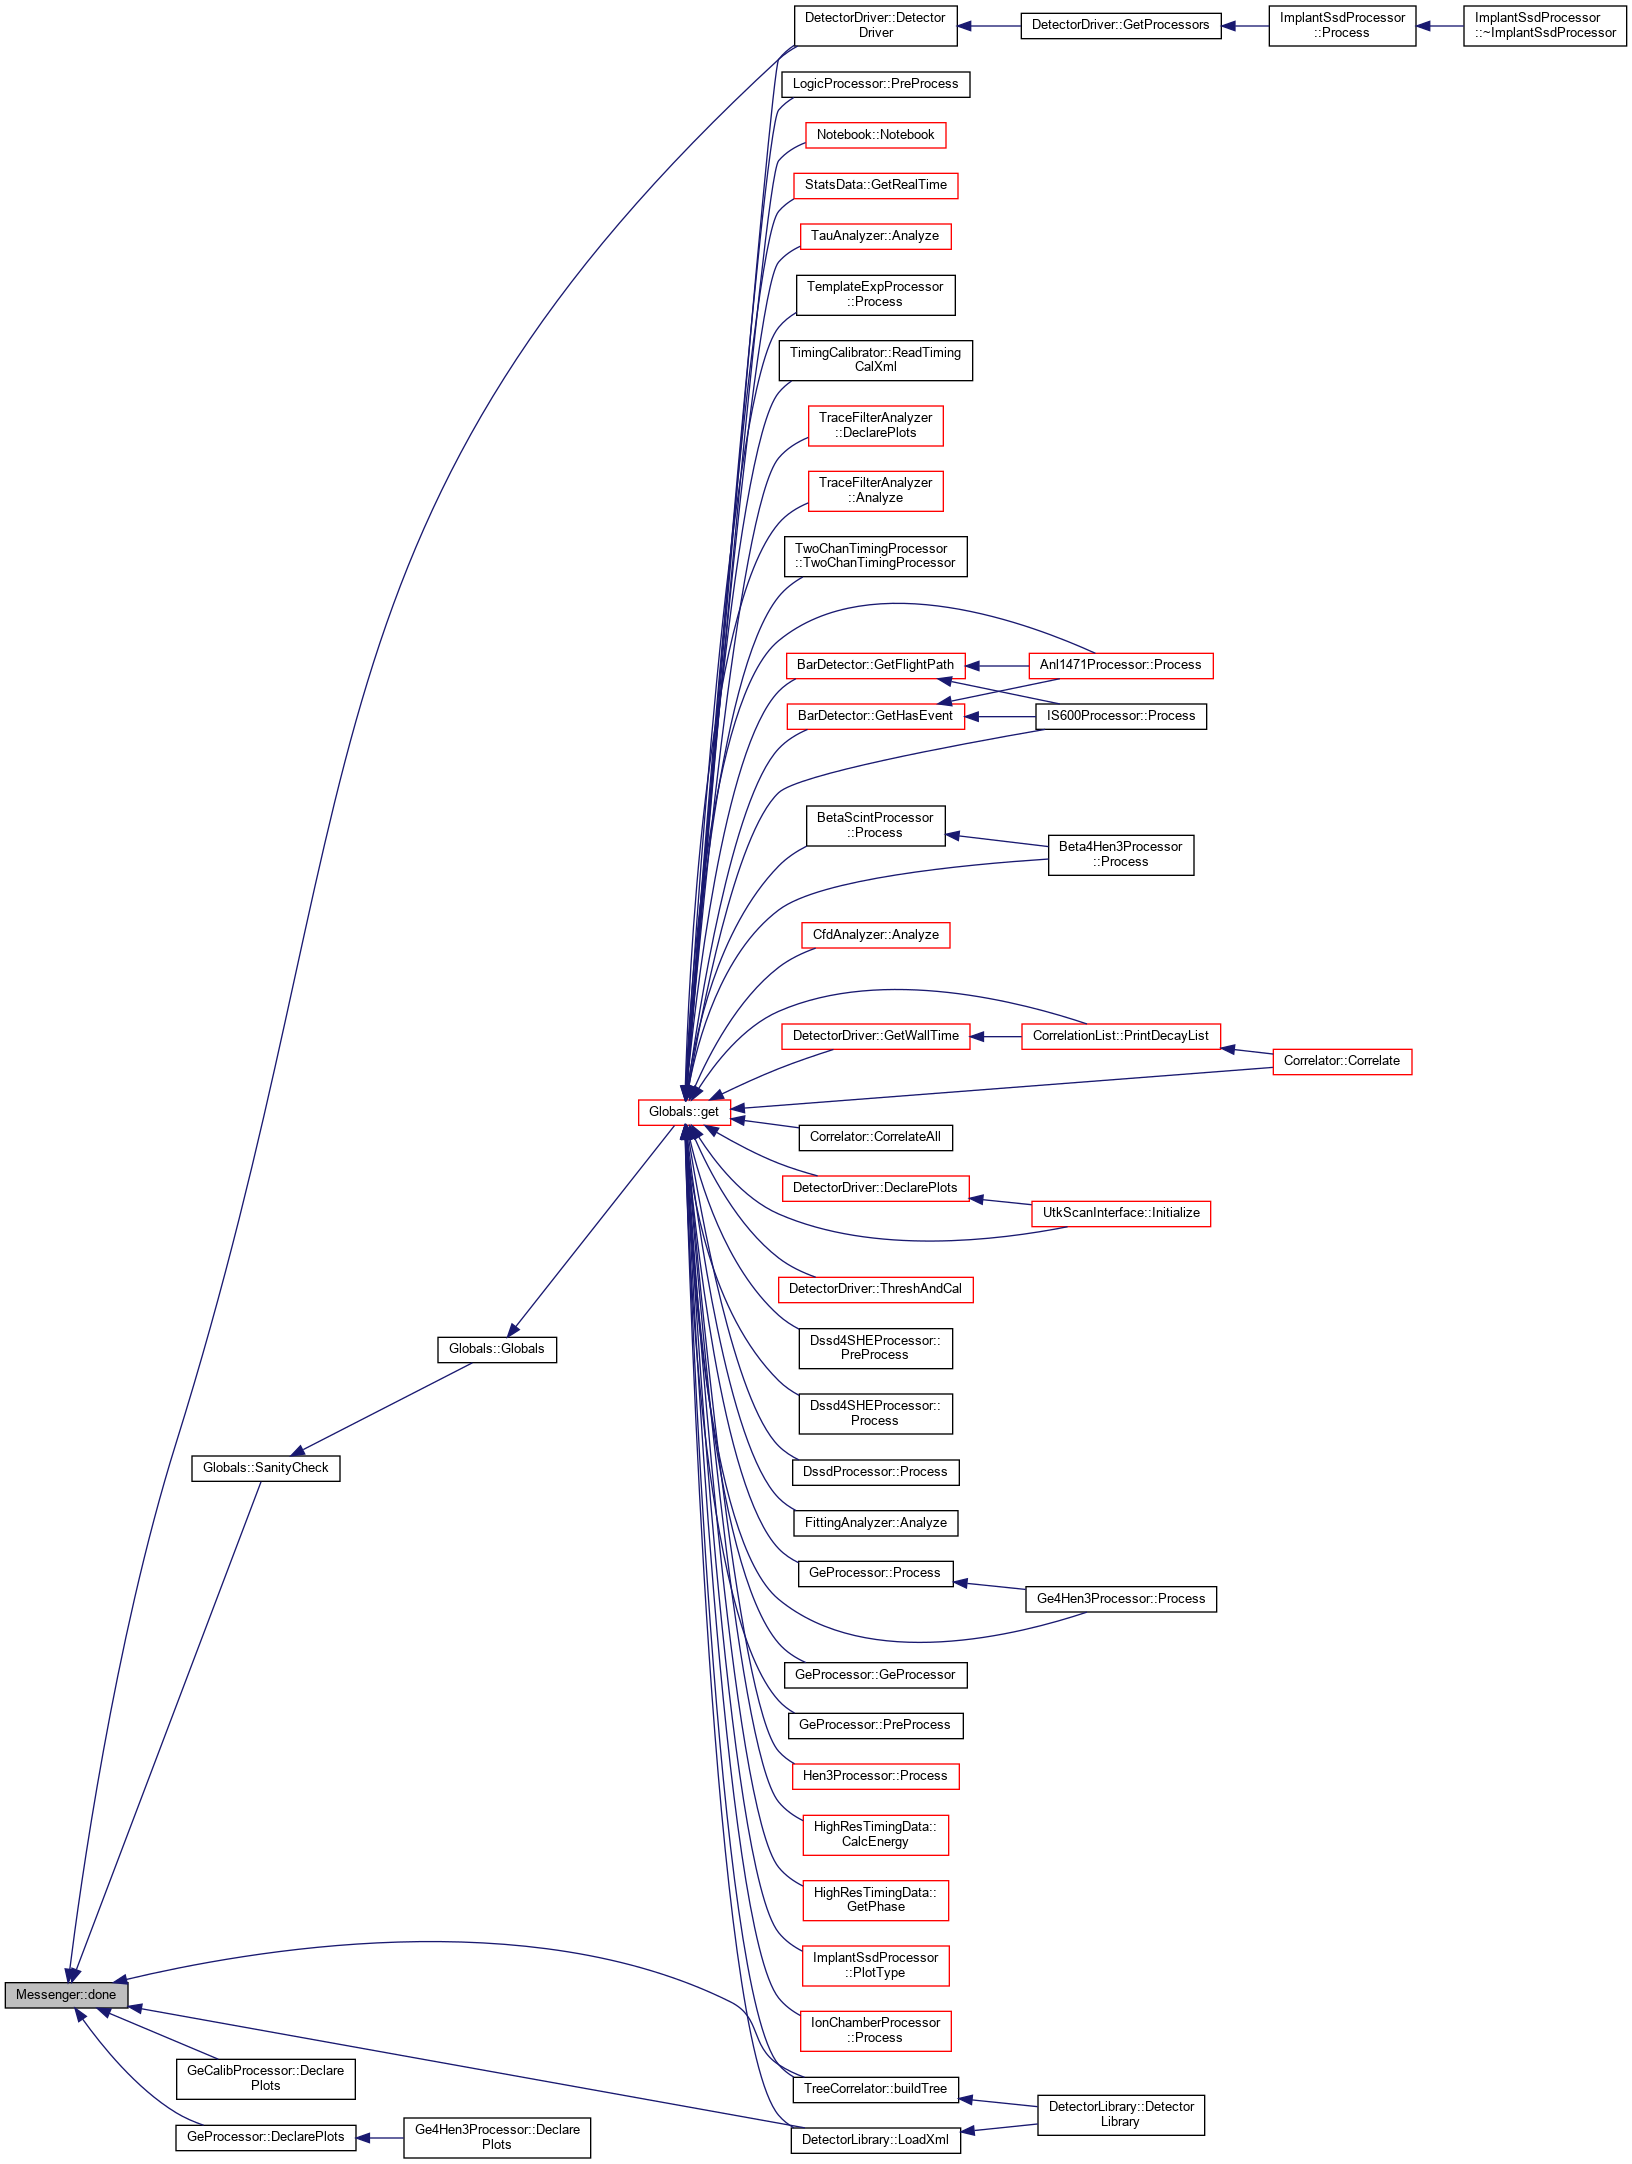 DetectorDriver::Detector
Driver
DetectorDriver::GetProcessors
ImplantSsdProcessor
::Process
ImplantSsdProcessor
::~ImplantSsdProcessor
LogicProcessor::PreProcess
Notebook::Notebook
StatsData::GetRealTime
TauAnalyzer::Analyze
TemplateExpProcessor
::Process
TimingCalibrator::ReadTiming
CalXml
TraceFilterAnalyzer
::DeclarePlots
TraceFilterAnalyzer
::Analyze
TwoChanTimingProcessor
::TwoChanTimingProcessor
BarDetector::GetFlightPath
Anl1471Processor::Process
BarDetector::GetHasEvent
IS600Processor::Process
BetaScintProcessor
::Process
Beta4Hen3Processor
::Process
CfdAnalyzer::Analyze
DetectorDriver::GetWallTime
CorrelationList::PrintDecayList
Correlator::Correlate
Globals::get
Correlator::CorrelateAll
DetectorDriver::DeclarePlots
UtkScanInterface::Initialize
DetectorDriver::ThreshAndCal
Dssd4SHEProcessor::
PreProcess
Globals::Globals
Dssd4SHEProcessor::
Process
Globals::SanityCheck
DssdProcessor::Process
FittingAnalyzer::Analyze
GeProcessor::Process
Ge4Hen3Processor::Process
GeProcessor::GeProcessor
GeProcessor::PreProcess
Hen3Processor::Process
HighResTimingData::
CalcEnergy
HighResTimingData::
GetPhase
ImplantSsdProcessor
::PlotType
Messenger::done
IonChamberProcessor
::Process
GeCalibProcessor::Declare
Plots
TreeCorrelator::buildTree
DetectorLibrary::Detector
Library
GeProcessor::DeclarePlots
Ge4Hen3Processor::Declare
Plots
DetectorLibrary::LoadXml